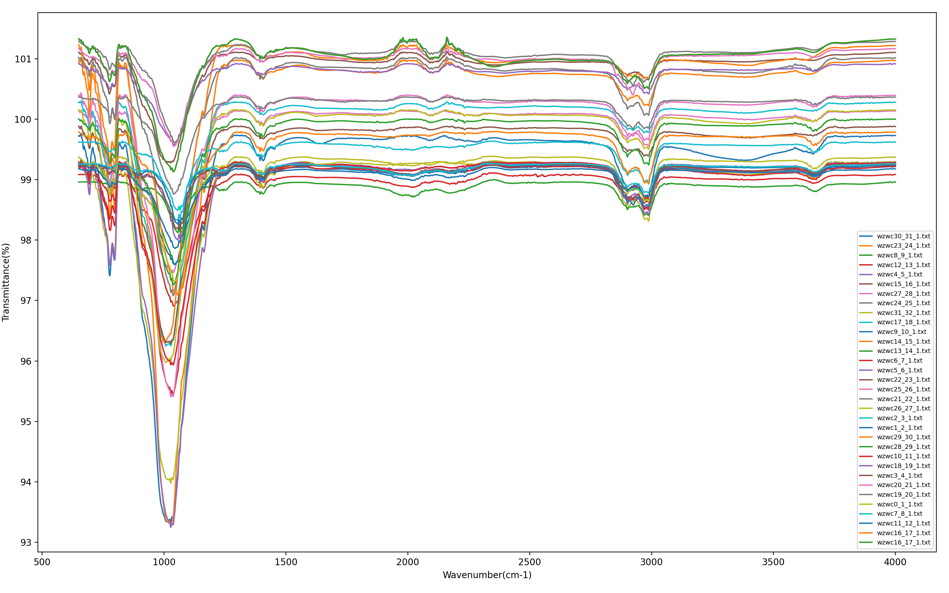 101
100
99
98
97
96
95
94
93
Transmittance(%)
500
1000
1500
2000
2500
3000
3500
4000
Wavenumber(cm-1)
wzwc30_31_1.txt
wzwc23_24_1.txt
wzwc8_9_1.txt
wzwc12_13_1.txt
wzwc4_5_1.txt
wzwc15_16_1.txt
wzwc27_28_1.txt
wzwc24_25_1.txt
wzwc31_32_1.txt
wzwc17_18_1.txt
wzwc9_10_1.txt
wzwc14_15_1.txt
wzwc13_14_1.txt
wzwc6_7_1.txt
wzwc5_6_1.txt
wzwc22_23_1.txt
wzwc25_26_1.txt
wzwc21_22_1.txt
wzwc26_27_1.txt
wzwc2_3_1.txt
wzwc1_2_1.txt
wzwc29_30_1.txt
wzwc28_29_1.txt
wzwc10_11_1.txt
wzwc18_19_1.txt
wzwc3_4_1.txt
wzwc20_21_1.txt
wzwc19_20_1.txt
wzwc0_1_1.txt
wzwc7_8_1.txt
wzwc11_12_1.txt
wzwc16_17_1.txt
wzwc16_17_1.txt